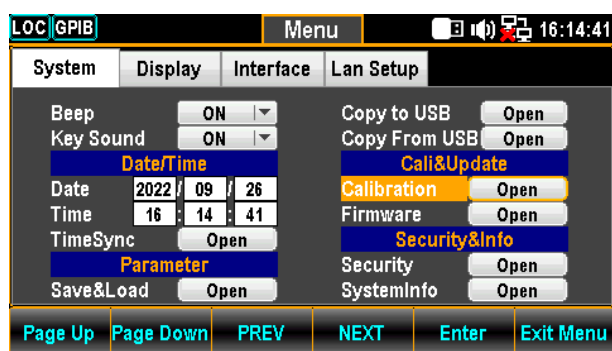 LOC GPIB Menu 16:14:41
System Display Interface Lan Setup
Beep ON
Key Sound ON
Date/Time
Date 2022 / 09 / 26
Time 16 : 14 : 41
TimeSync Open
Parameter
Save&Load Open
Copy to USB Open
Copy From USB Open
Cali&Update
Calibration Open
Firmware Open
Security&Info
Security Open
SystemInfo Open
Page Up Page Down PREV NEXT Enter Exit Menu